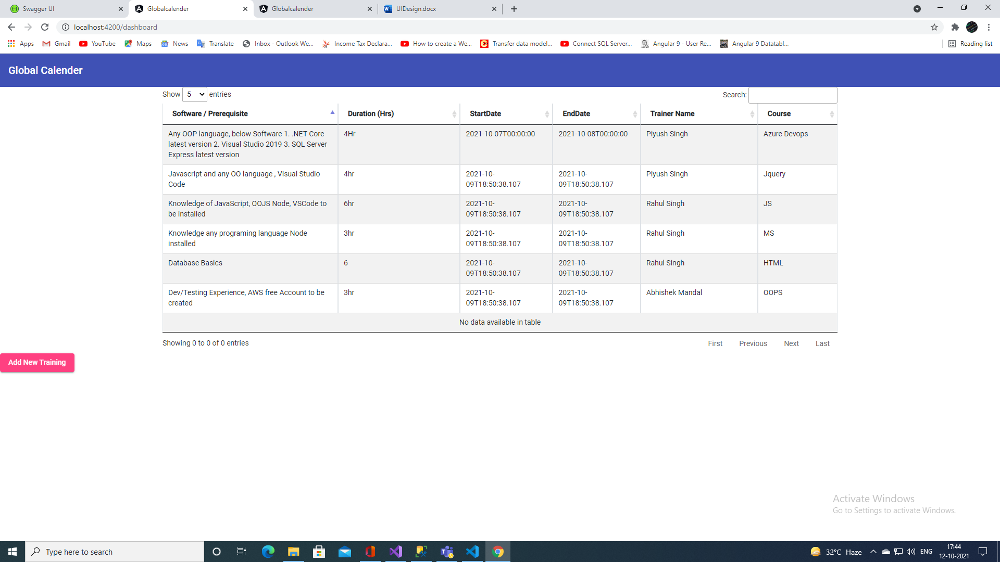 Swagger UI
Globalcalender
Globalcalender
UIDesign.docx
localhost:4200/dashboard
Apps
Gmail
YouTube
Maps
News
Translate
Inbox - Outlook We...
Income Tax Declara...
How to create a We...
Transfer data model...
Connect SQL Server...
Angular 9 - User Re...
Angular 9 Datatabl...
Reading list
Global Calender
Show 5 entries
Search:
Software / Prerequisite
Duration (Hrs)
StartDate
EndDate
Trainer Name
Course
Any OOP language, below Software 1. .NET Core
latest version 2. Visual Studio 2019 3. SQL Server
Express latest version
4Hr
2021-10-07T00:00:00
2021-10-08T00:00:00
Piyush Singh
Azure Devops
Javascript and any OO language , Visual Studio
Code
4hr
2021-10-
09T18:50:38.107
2021-10-
09T18:50:38.107
Piyush Singh
Jquery
Knowledge of JavaScript, OOJS Node, VSCode to
be installed
6hr
2021-10-
09T18:50:38.107
2021-10-
09T18:50:38.107
Rahul Singh
JS
Knowledge any programing language Node
installed
3hr
2021-10-
09T18:50:38.107
2021-10-
09T18:50:38.107
Rahul Singh
MS
Database Basics
6
2021-10-
09T18:50:38.107
2021-10-
09T18:50:38.107
Rahul Singh
HTML
Dev/Testing Experience, AWS free Account to be
created
3hr
2021-10-
09T18:50:38.107
2021-10-
09T18:50:38.107
Abhishek Mandal
OOPS
No data available in table
Showing 0 to 0 of 0 entries
First
Previous
Next
Last
Add New Training
Activate Windows
Go to Settings to activate Windows.
Type here to search
32°C Haze
ENG
17:44
12-10-2021